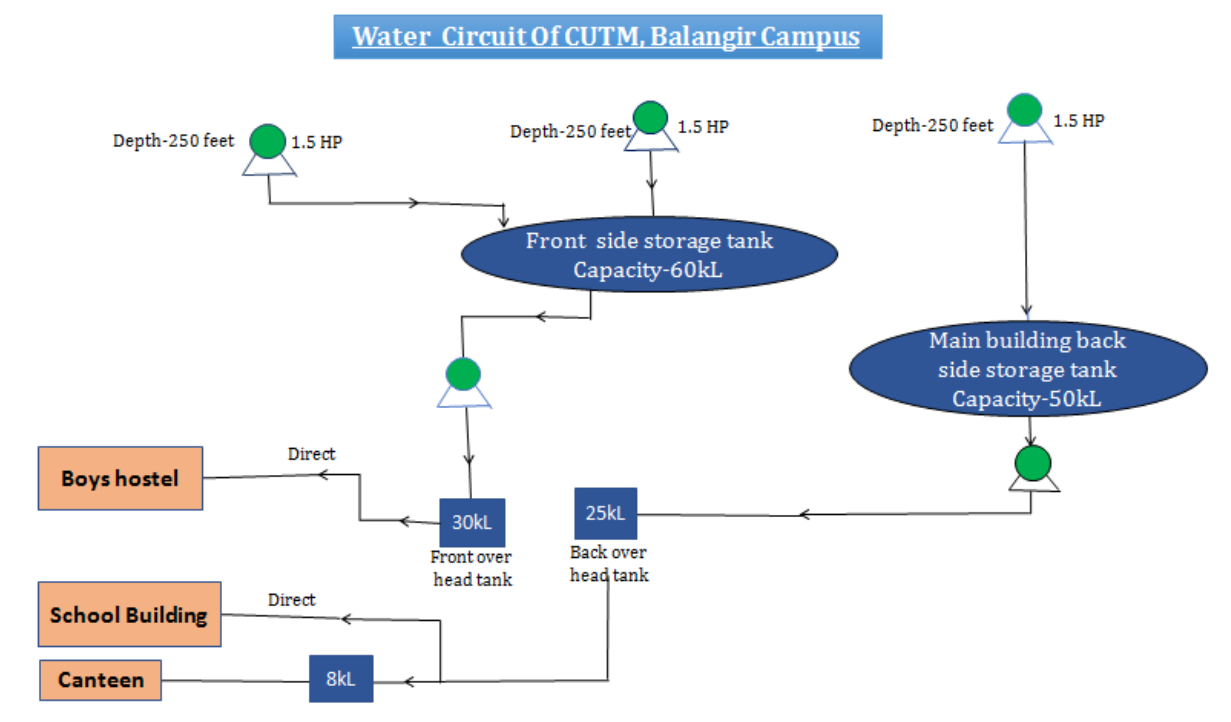 Water Circuit Of CUTM, Balangir Campus
Depth-250 feet
1.5 HP
Depth-250 feet
1.5 HP
Depth-250 feet
1.5 HP
Front side storage tank
Capacity-60kL
Main building back
side storage tank
Capacity-50kL
Boys hostel
Direct
30kL
Front over
head tank
25kL
Back over
head tank
School Building
Direct
Canteen
8kL